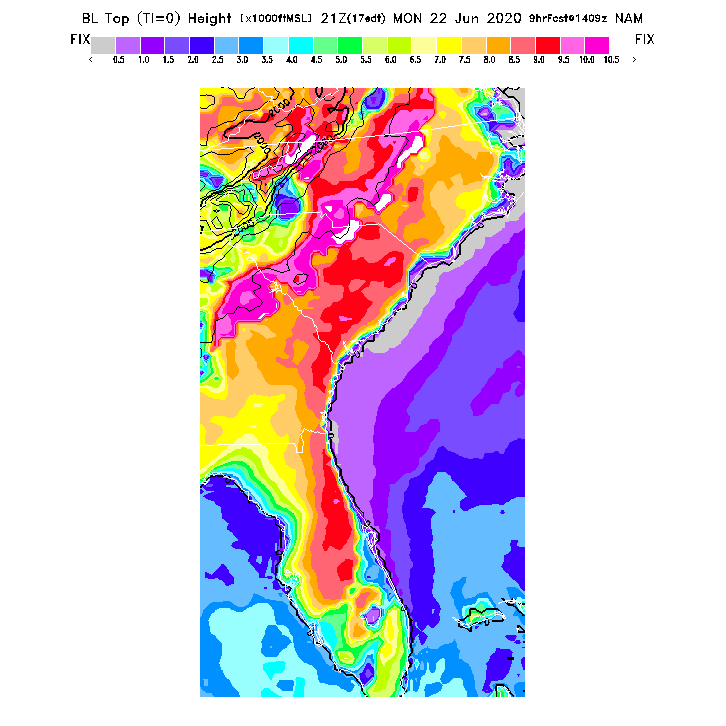 BL Top (TI=0) Height [x1000ftMSL] 21Z(17edt) MON 22 Jun 2020 9hrFcst@1409z NAM
FIX FIX
< 0.5 1.0 1.5 2.0 2.5 3.0 3.5 4.0 4.5 5.0 5.5 6.0 6.5 7.0 7.5 8.0 8.5 9.0 9.5 10.0 10.5 >
2000
2000